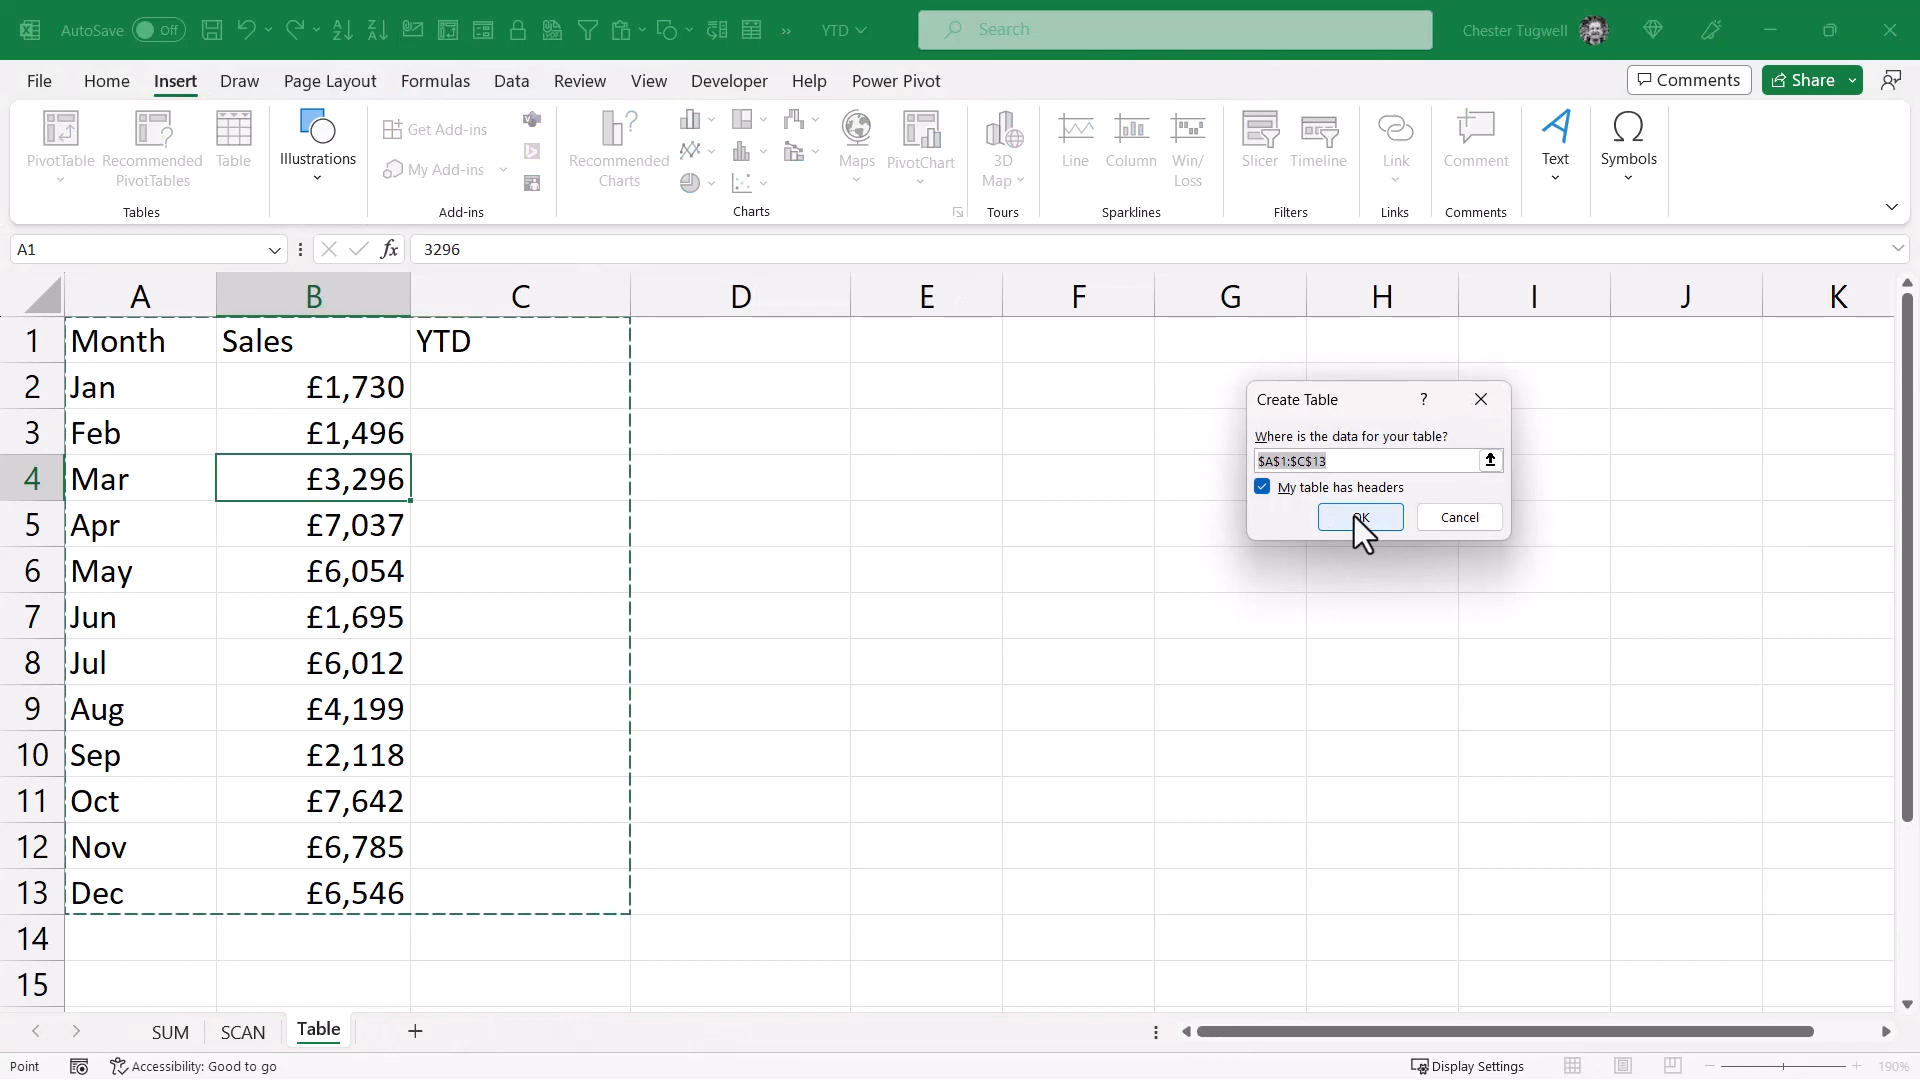 AutoSave Off YTD Search Chester Tugwell
File Home Insert Draw Page Layout Formulas Data Review View Developer Help Power Pivot Comments Share
PivotTable Recommended PivotTables Table Illustrations Get Add-ins My Add-ins Recommended Charts Maps PivotChart 3D Map Line Column Win/Loss Slicer Timeline Link Comment Text Symbols
Tables Add-ins Charts Tours Sparklines Filters Links Comments
A1 fx 3296
A B C D E F G H I J K
1 Month Sales YTD
2 Jan £1,730
3 Feb £1,496
4 Mar £3,296
5 Apr £7,037
6 May £6,054
7 Jun £1,695
8 Jul £6,012
9 Aug £4,199
10 Sep £2,118
11 Oct £7,642
12 Nov £6,785
13 Dec £6,546
14
15
Create Table ?
Where is the data for your table?
$A$1:$C$13
My table has headers
OK Cancel
SUM SCAN Table
Point Accessibility: Good to go Display Settings 190%